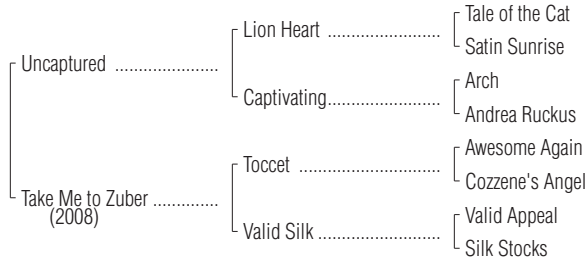 Tale of the Cat
Lion Heart ......................
Satin Sunrise
Uncaptured ....................
Arch
Captivating......................
Andrea Ruckus
Awesome Again
Toccet ...........................
Cozzene's Angel
Take Me to Zuber .............
(2008)
Valid Appeal
Valid Silk ........................
Silk Stocks